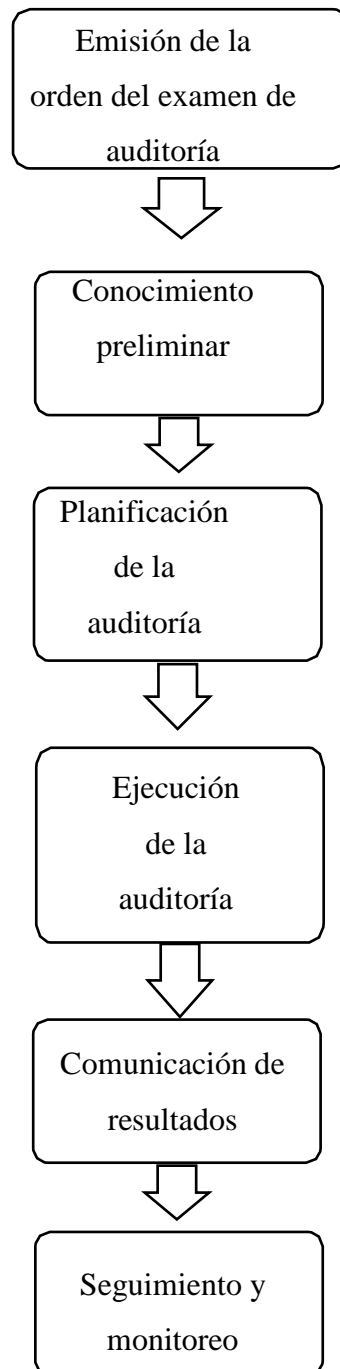 Emisión de la
orden del examen de
auditoría
Conocimiento
preliminar
Planificación
de la
auditoría
Ejecución
de la
auditoría
Comunicación de
resultados
Seguimiento y
monitoreo